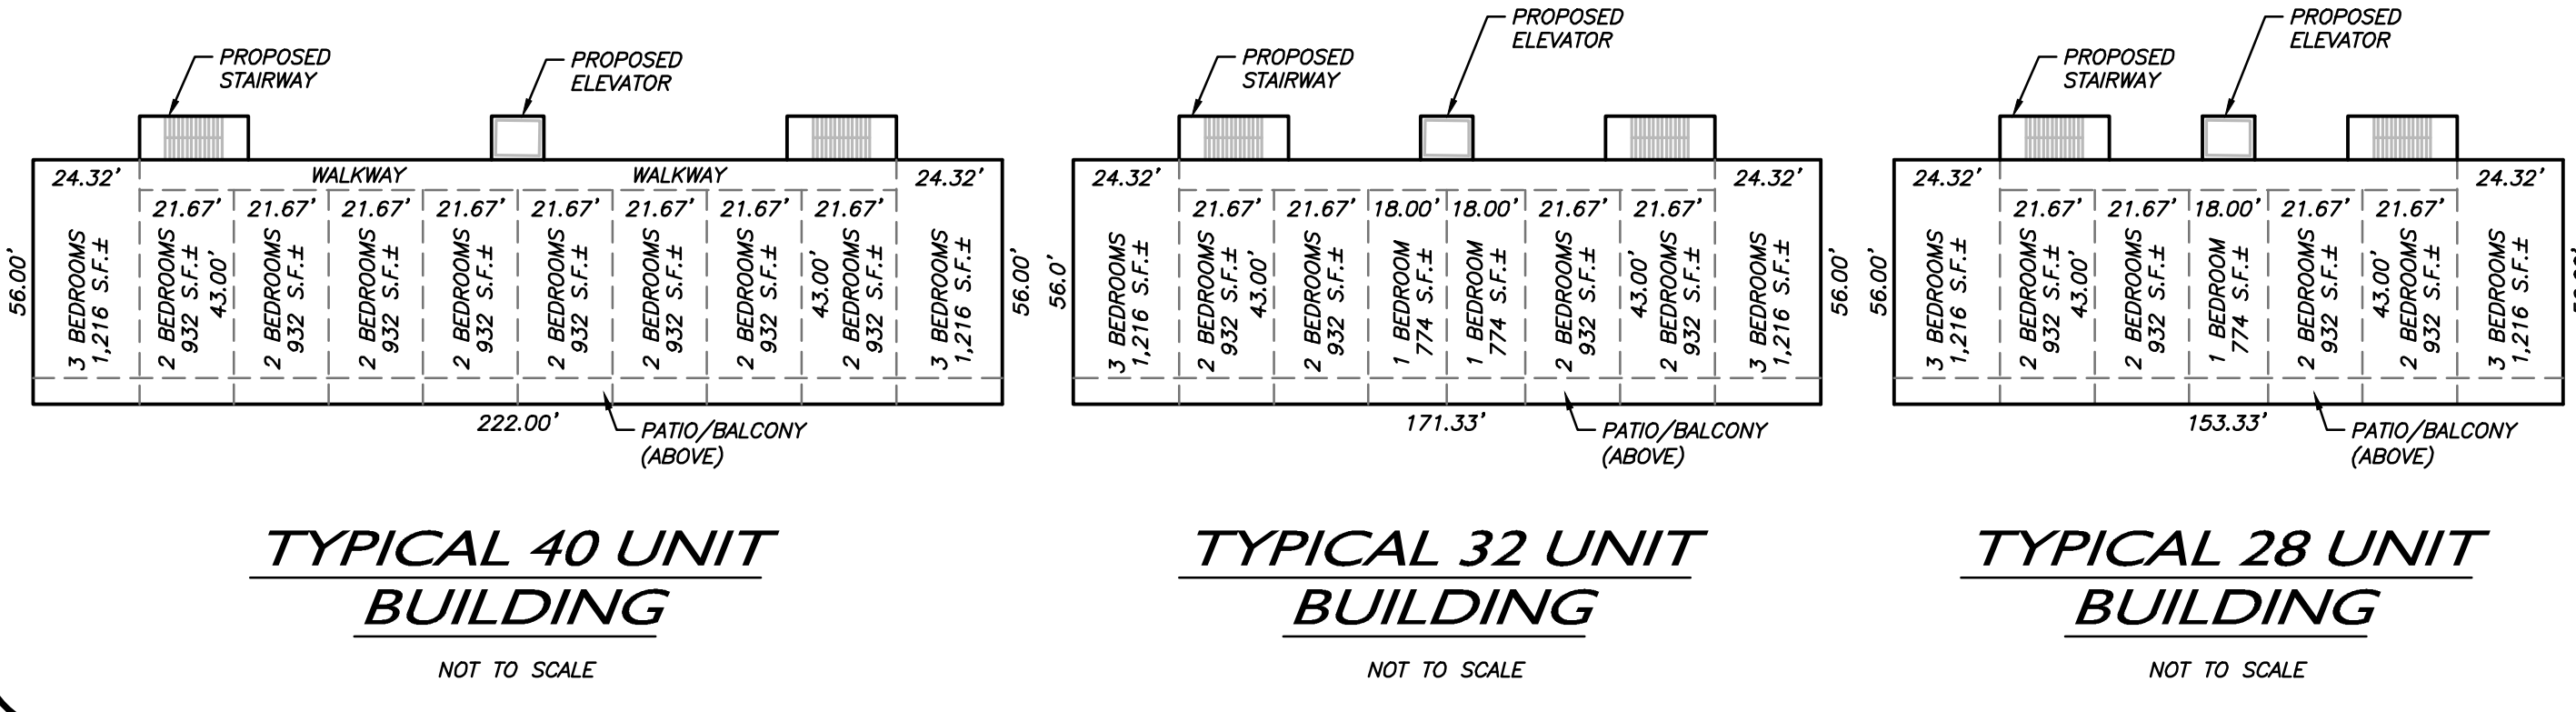 PROPOSED
STAIRWAY
PROPOSED
ELEVATOR
24.32'
WALKWAY
WALKWAY
24.32'
21.67'
21.67'
21.67'
21.67'
21.67'
21.67'
21.67'
21.67'
56.00'
3 BEDROOMS
1,216 S.F.±
2 BEDROOMS
932 S.F.±
43.00'
2 BEDROOMS
932 S.F.±
2 BEDROOMS
932 S.F.±
2 BEDROOMS
932 S.F.±
2 BEDROOMS
932 S.F.±
2 BEDROOMS
932 S.F.±
2 BEDROOMS
932 S.F.±
43.00'
2 BEDROOMS
932 S.F.±
3 BEDROOMS
1,216 S.F.±
56.00'
222.00'
PATIO/BALCONY
(ABOVE)
TYPICAL 40 UNIT
BUILDING
NOT TO SCALE
PROPOSED
STAIRWAY
PROPOSED
ELEVATOR
24.32'
24.32'
21.67'
21.67'
18.00'
18.00'
21.67'
21.67'
56.0'
3 BEDROOMS
1,216 S.F.±
2 BEDROOMS
932 S.F.±
43.00'
2 BEDROOMS
932 S.F.±
1 BEDROOM
774 S.F.±
1 BEDROOM
774 S.F.±
2 BEDROOMS
932 S.F.±
43.00'
2 BEDROOMS
932 S.F.±
3 BEDROOMS
1,216 S.F.±
56.00'
171.33'
PATIO/BALCONY
(ABOVE)
TYPICAL 32 UNIT
BUILDING
NOT TO SCALE
PROPOSED
STAIRWAY
PROPOSED
ELEVATOR
24.32'
24.32'
21.67'
21.67'
18.00'
21.67'
21.67'
56.00'
3 BEDROOMS
1,216 S.F.±
2 BEDROOMS
932 S.F.±
43.00'
2 BEDROOMS
932 S.F.±
1 BEDROOM
774 S.F.±
2 BEDROOMS
932 S.F.±
43.00'
2 BEDROOMS
932 S.F.±
3 BEDROOMS
1,216 S.F.±
153.33'
PATIO/BALCONY
(ABOVE)
TYPICAL 28 UNIT
BUILDING
NOT TO SCALE